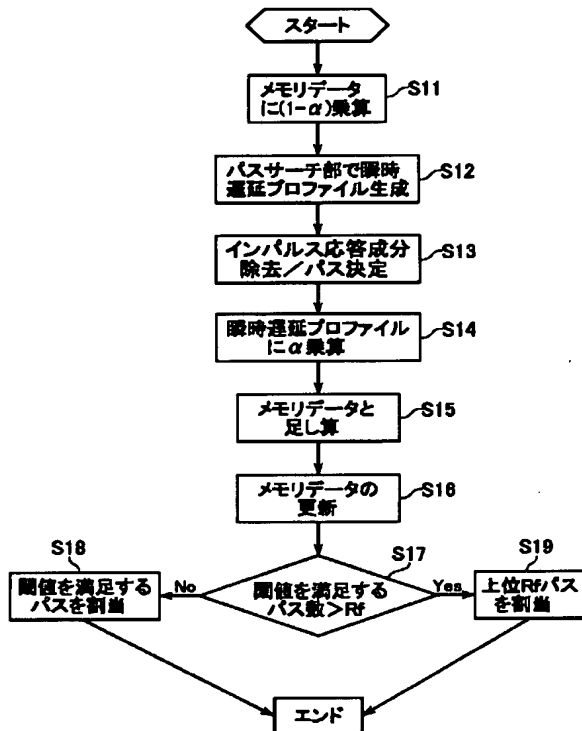 スタート
メモリデータ
に(1-α)乗算
S11
パスサーチ部で瞬時
遅延プロファイル生成
S12
インパルス応答成分
除去／パス決定
S13
瞬時遅延プロファイル
にα乗算
S14
メモリデータと
足し算
S15
メモリデータの
更新
S16
S17
閾値を満足する
パス数＞Rf
No
Yes
S18
閾値を満足する
パスを割当
S19
上位Rfパス
を割当
エンド